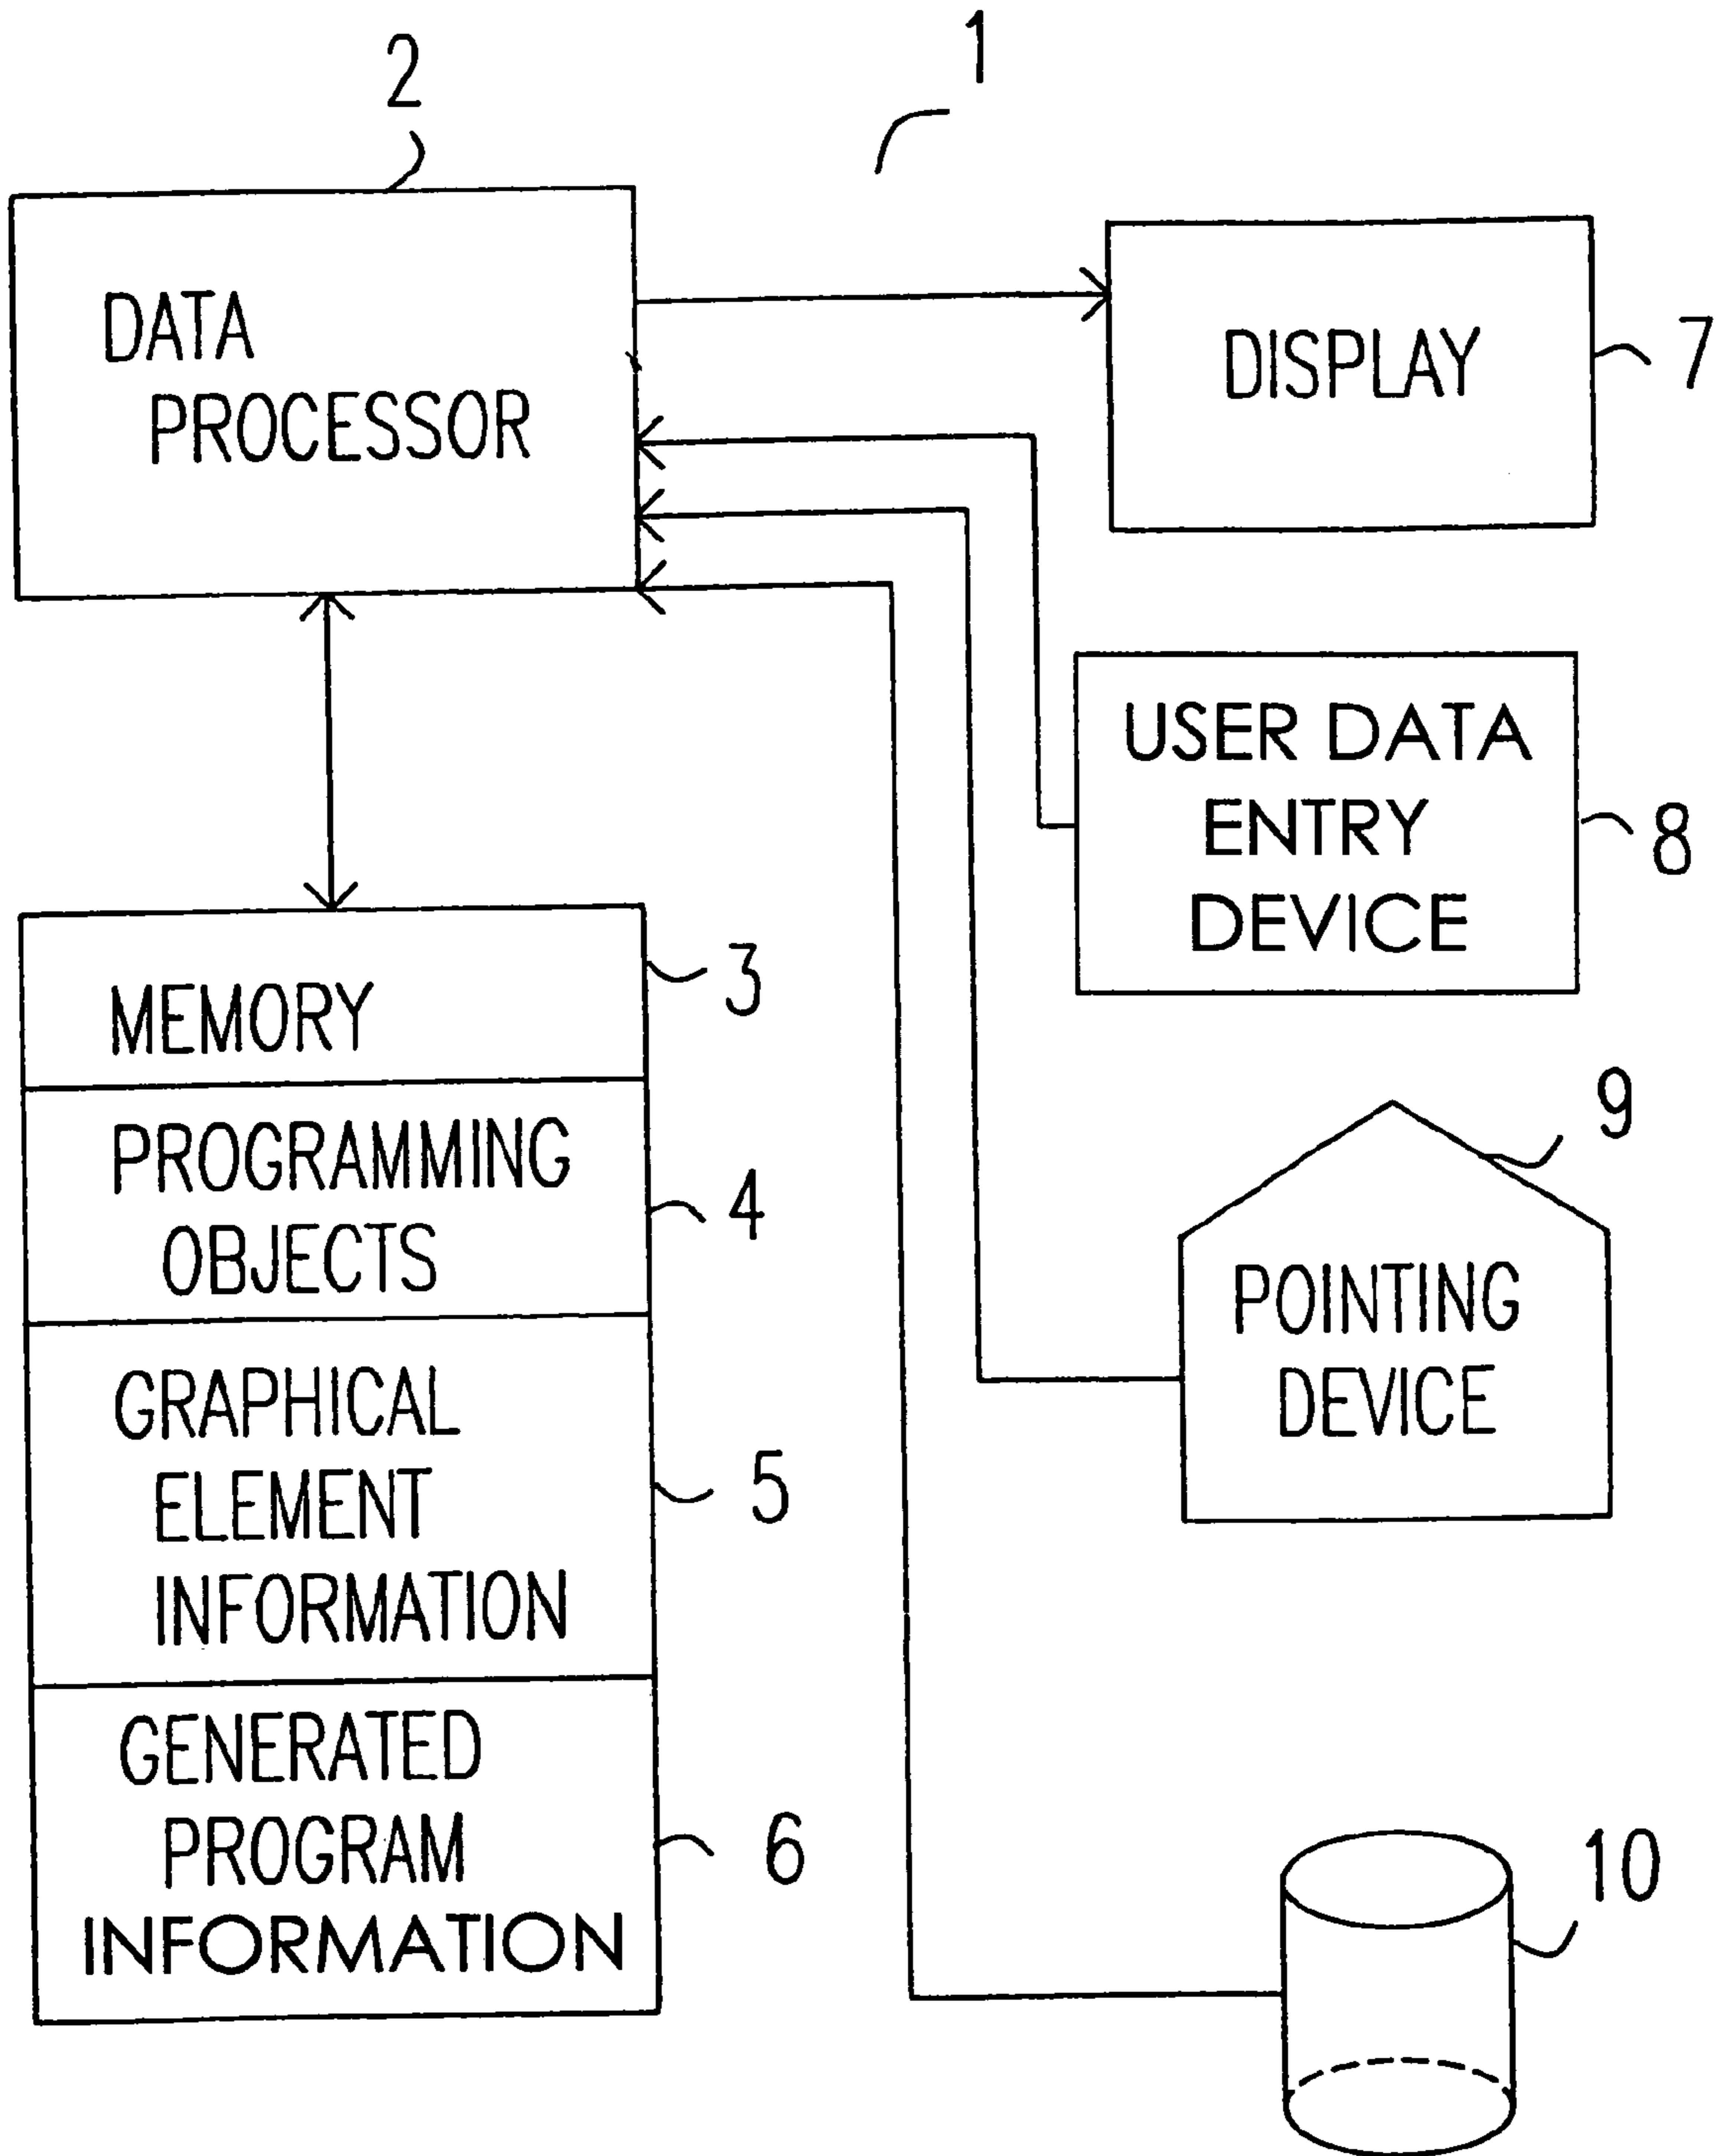 1
2
DATA
PROCESSOR
DISPLAY
7
USER DATA
ENTRY
DEVICE
8
MEMORY
3
PROGRAMMING
OBJECTS
4
GRAPHICAL
ELEMENT
INFORMATION
5
GENERATED
PROGRAM
INFORMATION
6
9
POINTING
DEVICE
10